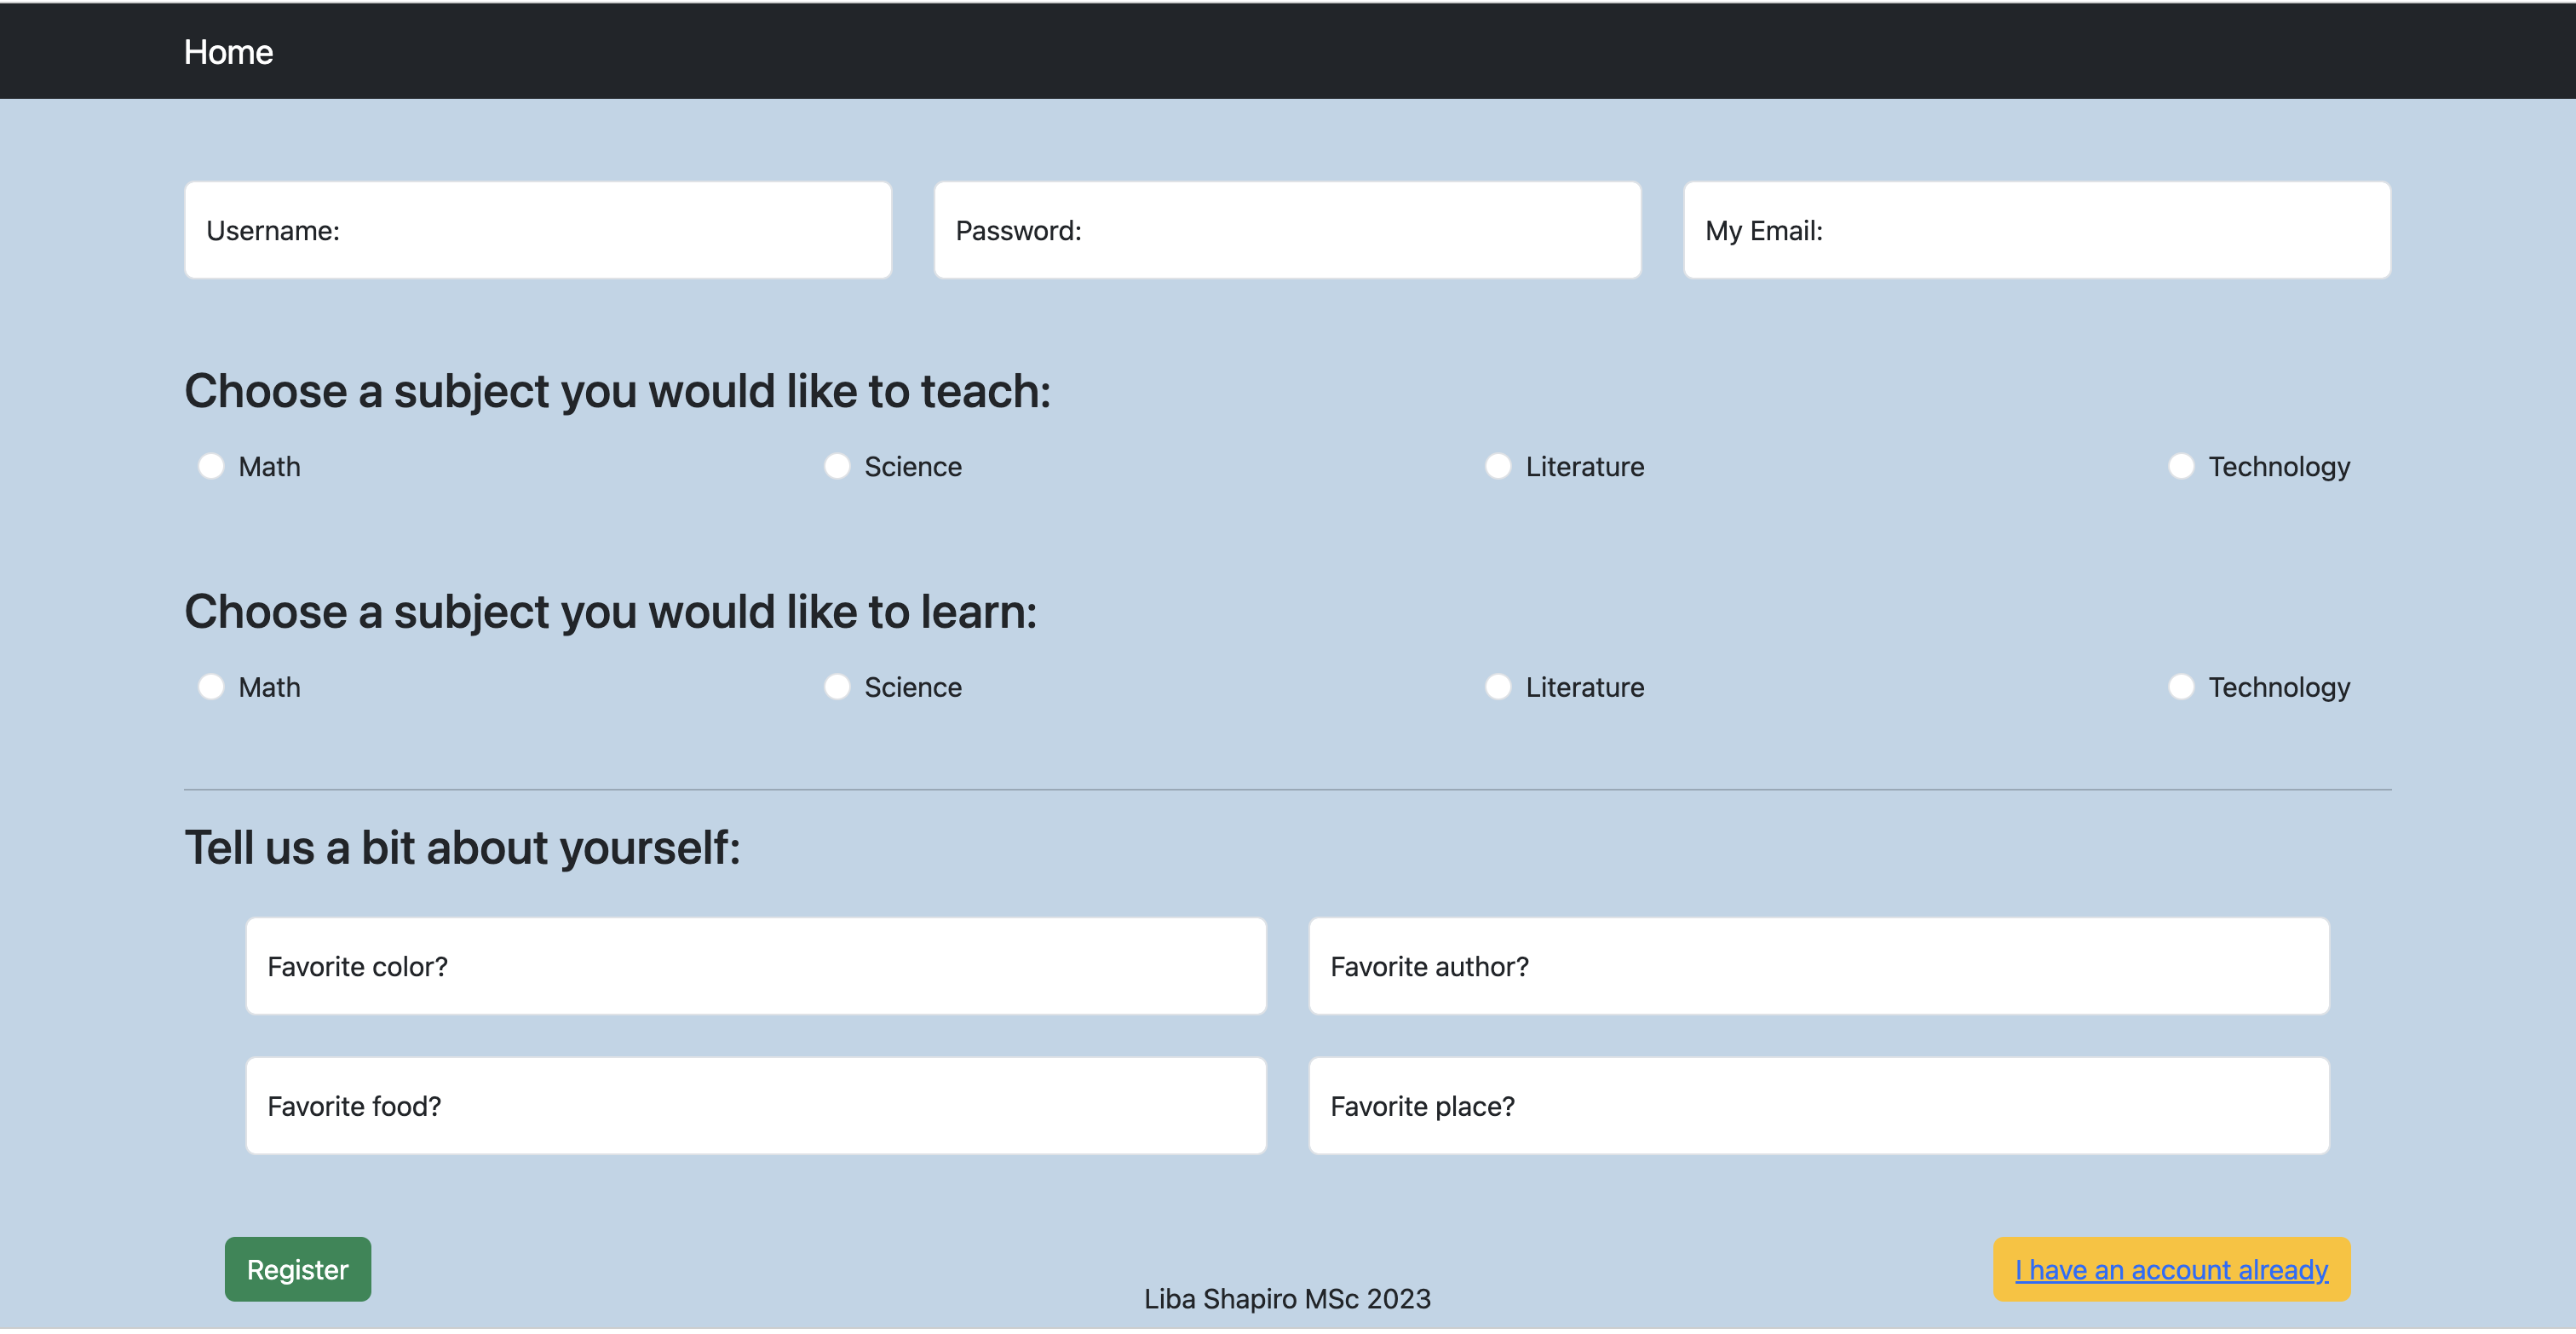 Home
Username: Password: My Email:
Choose a subject you would like to teach:
Math Science Literature Technology
Choose a subject you would like to learn:
Math Science Literature Technology
Tell us a bit about yourself:
Favorite color? Favorite author?
Favorite food? Favorite place?
Register I have an account already
Liba Shapiro MSc 2023